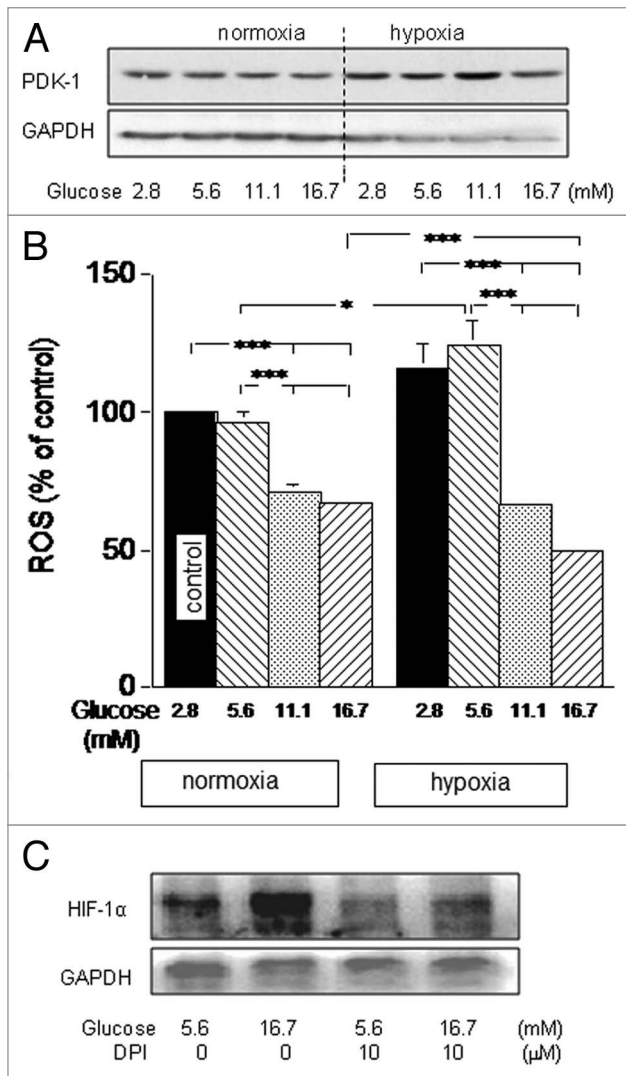 A
normoxia hypoxia
PDK-1
GAPDH
Glucose 2.8 5.6 11.1 16.7 2.8 5.6 11.1 16.7 (mM)
B
***
150
***
***
*
***
***
100
50
0
ROS (% of control)
control
Glucose 2.8 5.6 11.1 16.7 2.8 5.6 11.1 16.7
(mM)
normoxia hypoxia
C
HIF-1α
GAPDH
Glucose 5.6 16.7 5.6 16.7 (mM)
DPI 0 0 10 10 (µM)